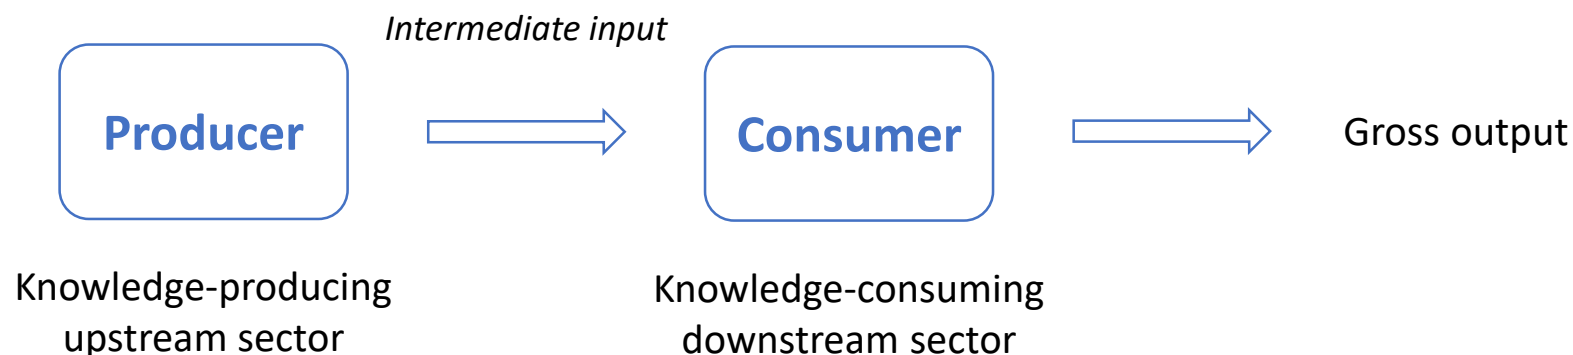 Intermediate input
Producer
Consumer
Gross output
Knowledge-producing
upstream sector
Knowledge-consuming
downstream sector